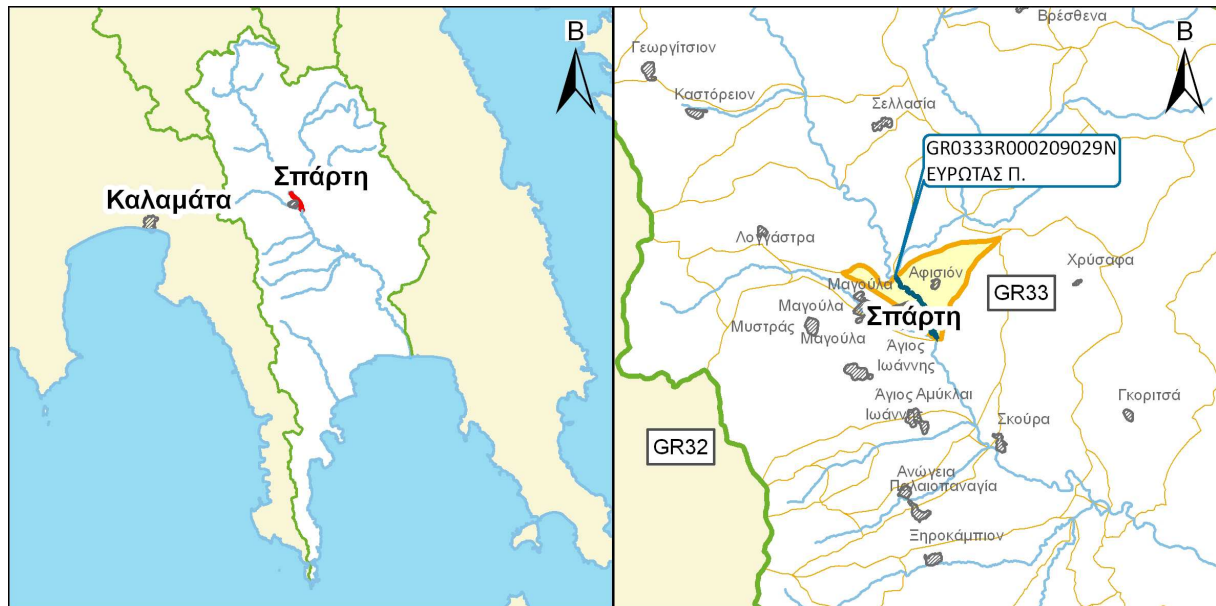 Β
Σπάρτη
Καλαμάτα
Βρέσθενα
Β
Γεωργίτσιον
Καστόρειον
Σελλασία
GR0333R000209029N
ΕΥΡΩΤΑΣ Π.
Λογγάστρα
Αφισιόν
Χρύσαφα
Μαγούλα
GR33
Μαγούλα
Σπάρτη
Μυστράς
Μαγούλα
Άγιος
Ιωάννης
Άγιος Αμύκλαι
Ιωάννης
Γκοριτσά
Σκούρα
GR32
Ανώγεια
Παλαιοπαναγία
Ξηροκάμπιον